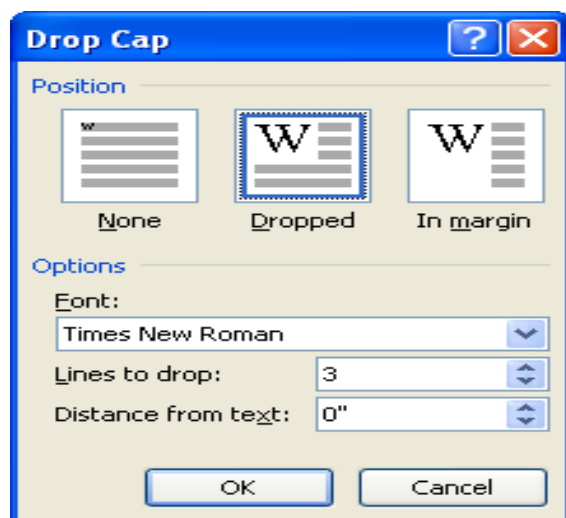 Drop Cap
Position
W W W
None Dropped In margin
Options
Font:
Times New Roman
Lines to drop: 3
Distance from text: 0"
OK Cancel